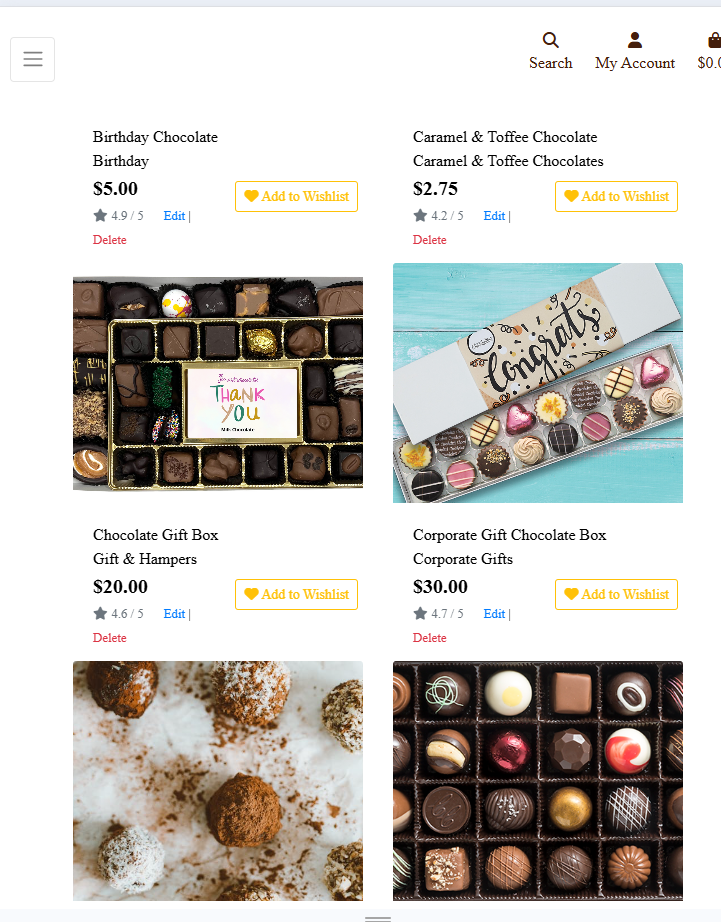 Search My Account $0.0
Birthday Chocolate
Birthday
$5.00
Add to Wishlist
4.9 / 5 Edit |
Delete
Caramel & Toffee Chocolate
Caramel & Toffee Chocolates
$2.75
Add to Wishlist
4.2 / 5 Edit |
Delete
THANK
YOU
Milk Chocolate
Congrats
Chocolate Gift Box
Gift & Hampers
$20.00
Add to Wishlist
4.6 / 5 Edit |
Delete
Corporate Gift Chocolate Box
Corporate Gifts
$30.00
Add to Wishlist
4.7 / 5 Edit |
Delete